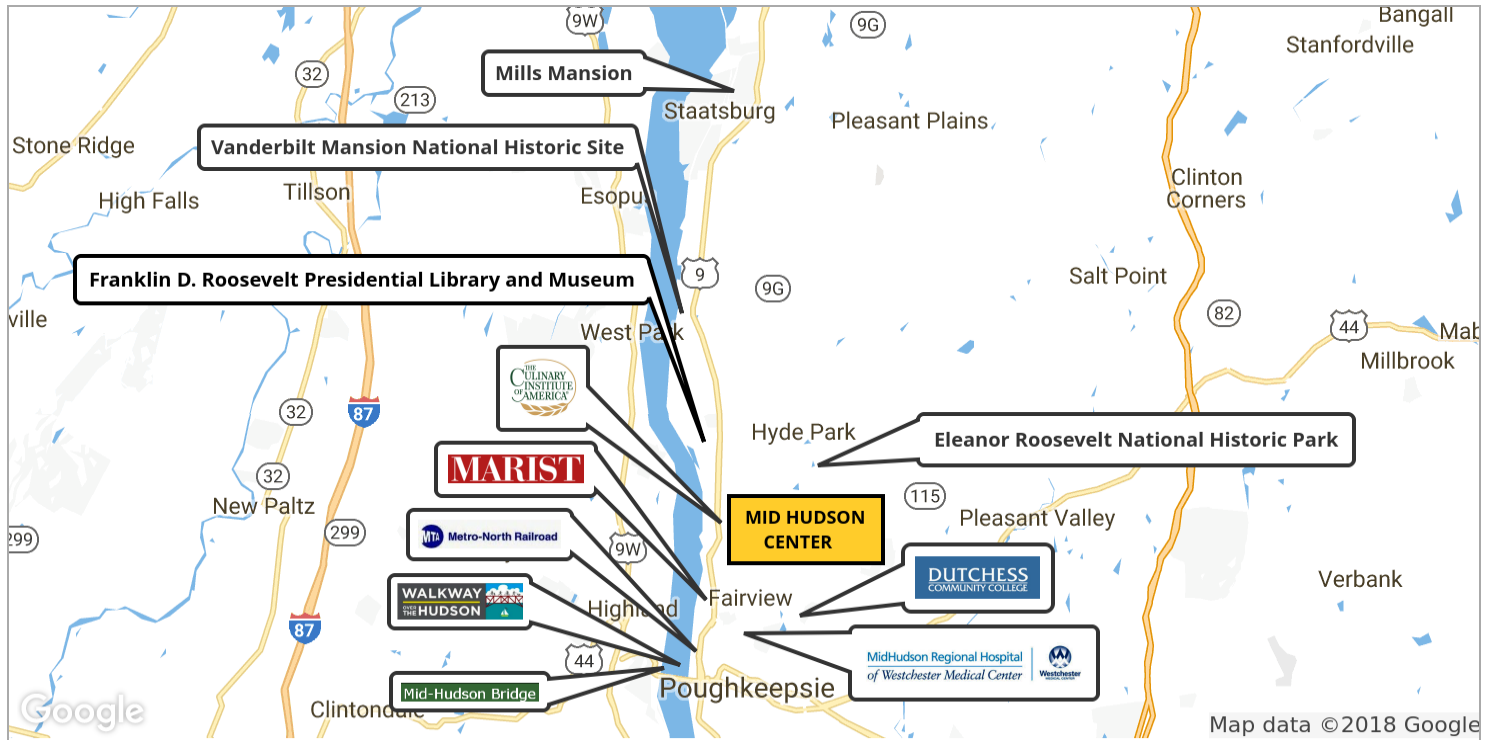 9W
9G
Bangall
Stanfordville
Mills Mansion
32
213
Staatsburg
Pleasant Plains
Stone Ridge
Vanderbilt Mansion National Historic Site
High Falls
Tillson
Esopus
Clinton
Corners
Franklin D. Roosevelt Presidential Library and Museum
9
9G
Salt Point
ville
West Park
82
44
Mab
Millbrook
THE
CULINARY
INSTITUTE
OF AMERICA
32
87
Hyde Park
Eleanor Roosevelt National Historic Park
MARIST
32
New Paltz
115
MID HUDSON
CENTER
Pleasant Valley
299
299
MTA Metro-North Railroad
9W
DUTCHESS
COMMUNITY COLLEGE
Verbank
WALKWAY
OVER THE HUDSON
Highland
Fairview
87
44
MidHudson Regional Hospital
of Westchester Medical Center
Westchester
MEDICAL CENTER
Mid-Hudson Bridge
Poughkeepsie
Clintondale
Google
Map data ©2018 Google